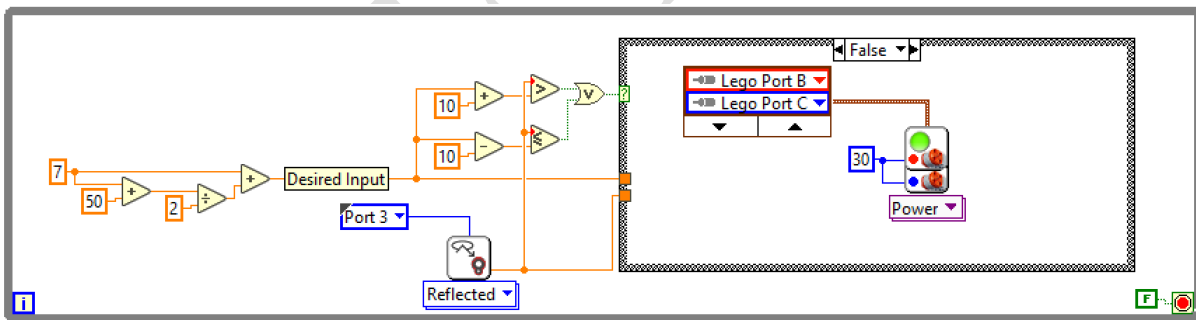 False
Lego Port B
Lego Port C
10
+
>
v
?
10
-
≤
30
7
50
+
2
÷
+
Desired Input
Power
Port 3
Reflected
i
F